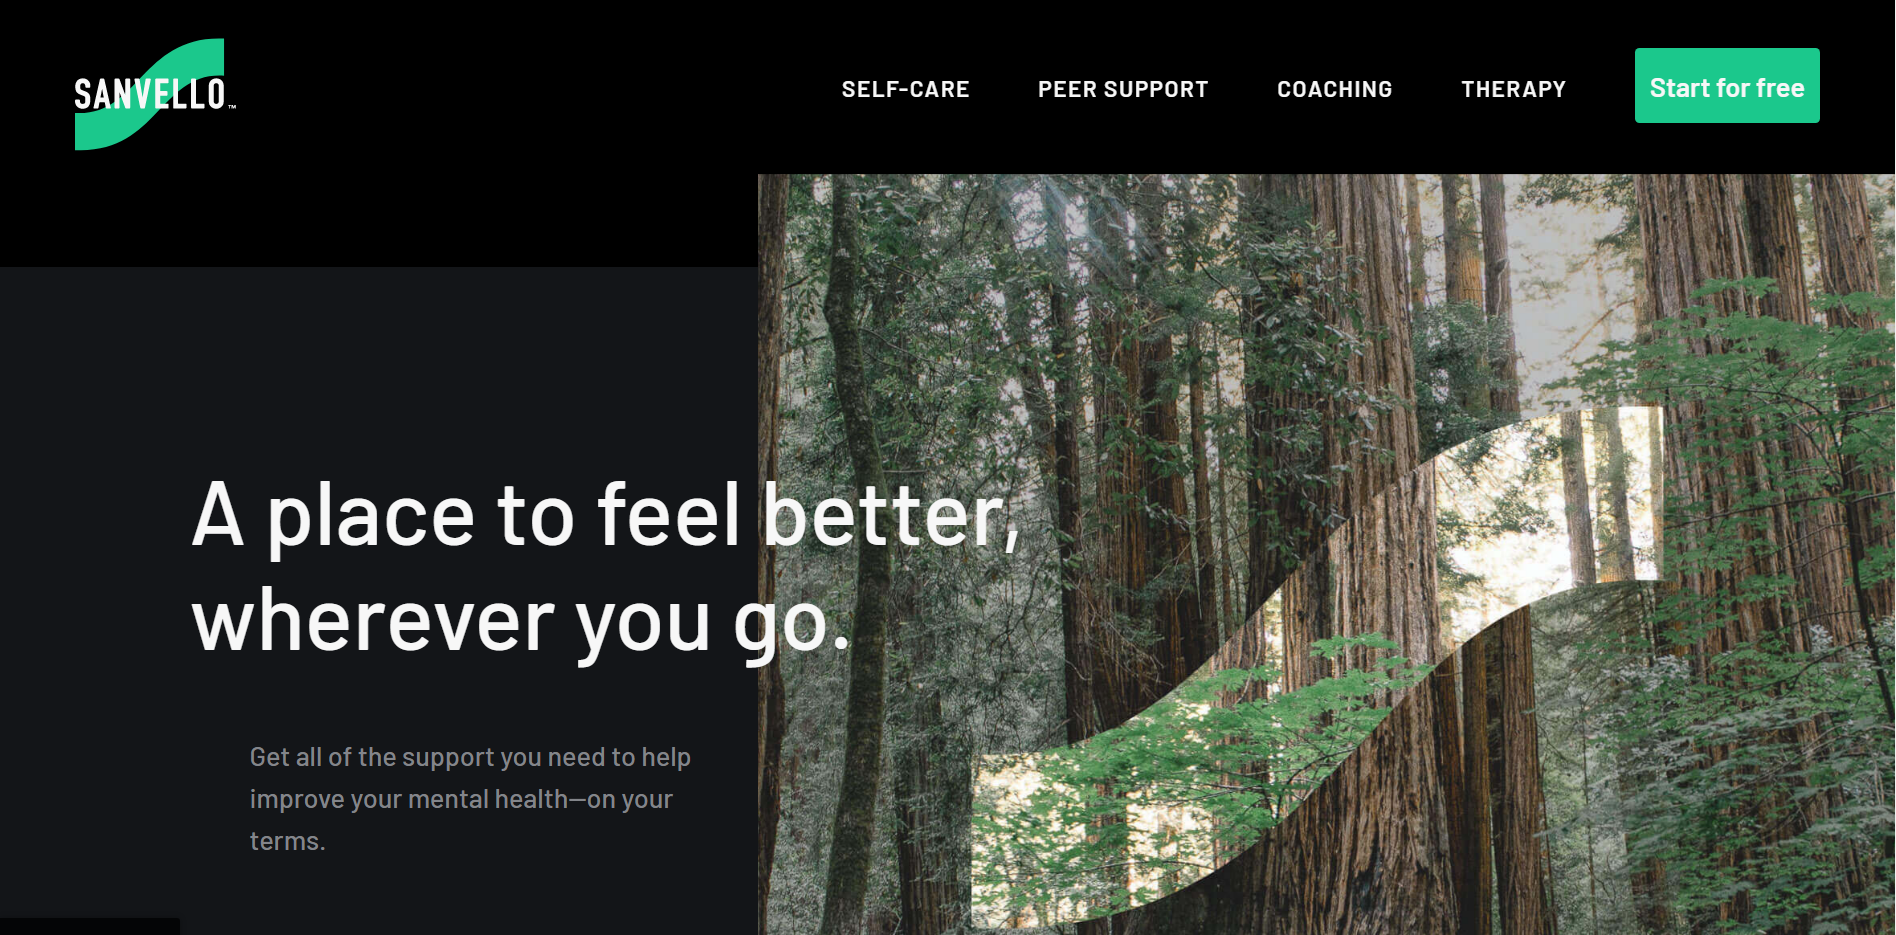 SANVELLO™
SELF-CARE
PEER SUPPORT
COACHING
THERAPY
Start for free
A place to feel better,
wherever you go.
Get all of the support you need to help
improve your mental health—on your
terms.